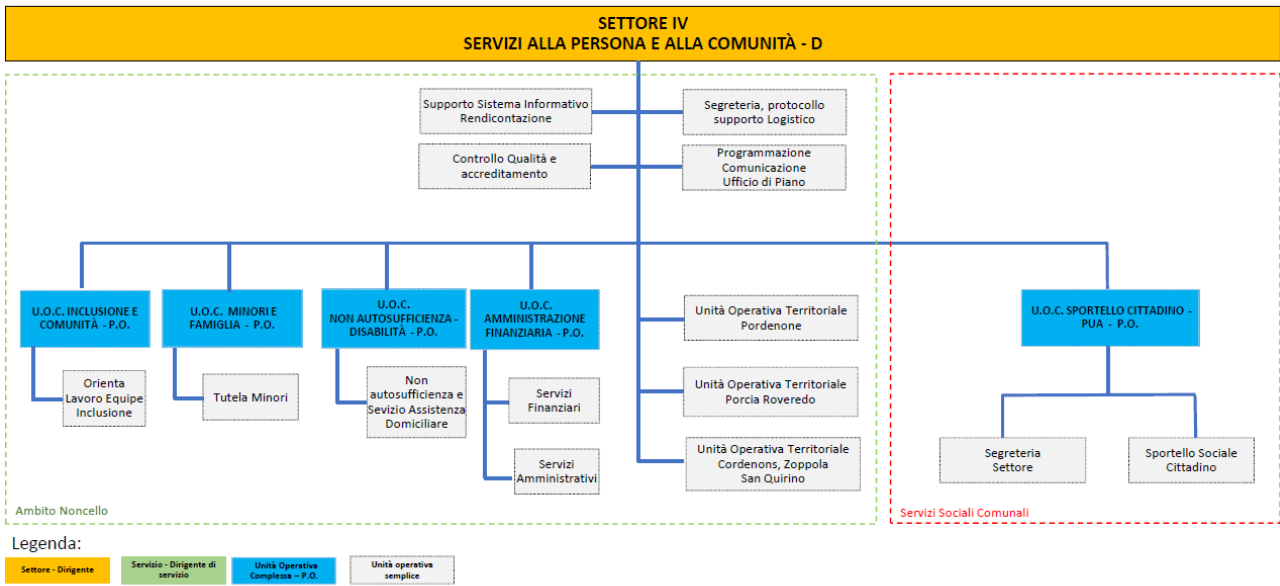 SETTORE IV
SERVIZI ALLA PERSONA E ALLA COMUNITÀ - D
Supporto Sistema Informativo
Rendicontazione
Segreteria, protocollo
supporto Logistico
Controllo Qualità e
accreditamento
Programmazione
Comunicazione
Ufficio di Piano
U.O.C. INCLUSIONE E
COMUNITÀ - P.O.
U.O.C. MINORI E
FAMIGLIA - P.O.
U.O.C.
NON AUTOSUFFICIENZA -
DISABILITÀ - P.O.
U.O.C.
AMMINISTRAZIONE
FINANZIARIA - P.O.
Unità Operativa Territoriale
Pordenone
U.O.C. SPORTELLO CITTADINO -
PUA - P.O.
Orienta
Lavoro Equipe
Inclusione
Tutela Minori
Non
autosufficienza e
Sevizio Assistenza
Domiciliare
Servizi
Finanziari
Unità Operativa Territoriale
Porcia Roveredo
Servizi
Amministrativi
Unità Operativa Territoriale
Cordenons, Zoppola
San Quirino
Segreteria
Settore
Sportello Sociale
Cittadino
Ambito Noncello
Servizi Sociali Comunali
Legenda:
Settore - Dirigente
Servizio - Dirigente di
servizio
Unità Operativa
Complessa – P.O.
Unità operativa
semplice